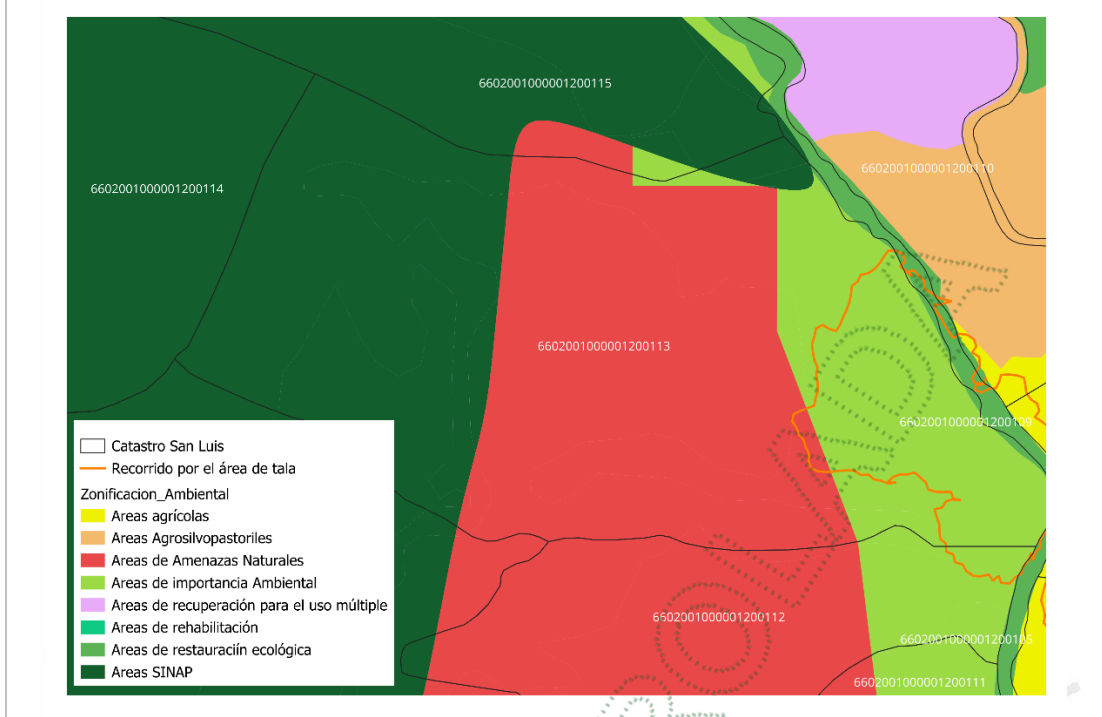 6602001000001200115
6602001000001200110
6602001000001200114
6602001000001200113
6602001000001200109
6602001000001200112
6602001000001200105
6602001000001200111
Catastro San Luis
Recorrido por el área de tala
Zonificacion_Ambiental
Areas agrícolas
Areas Agrosilvopastoriles
Areas de Amenazas Naturales
Areas de importancia Ambiental
Areas de recuperación para el uso múltiple
Areas de rehabilitación
Areas de restauraciín ecológica
Areas SINAP